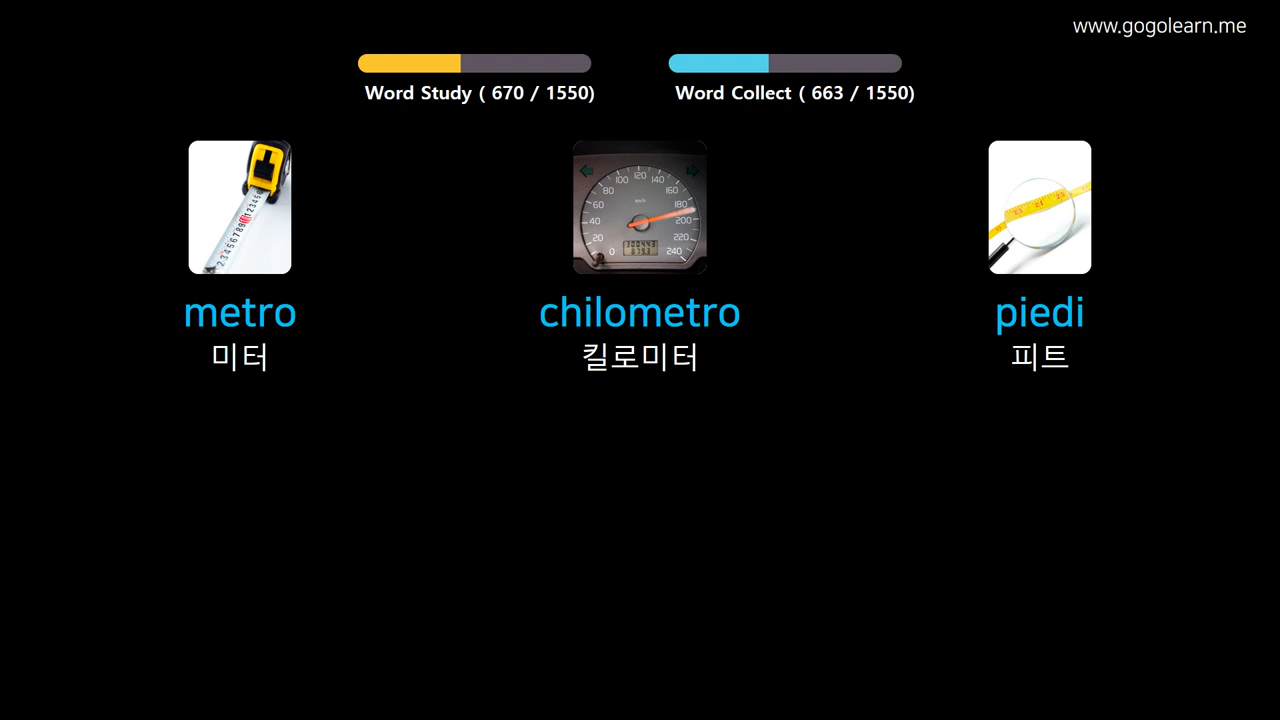 www.gogolearn.me
Word Study ( 670 / 1550)
Word Collect ( 663 / 1550)
metro
chilometro
piedi
미터
킬로미터
피트